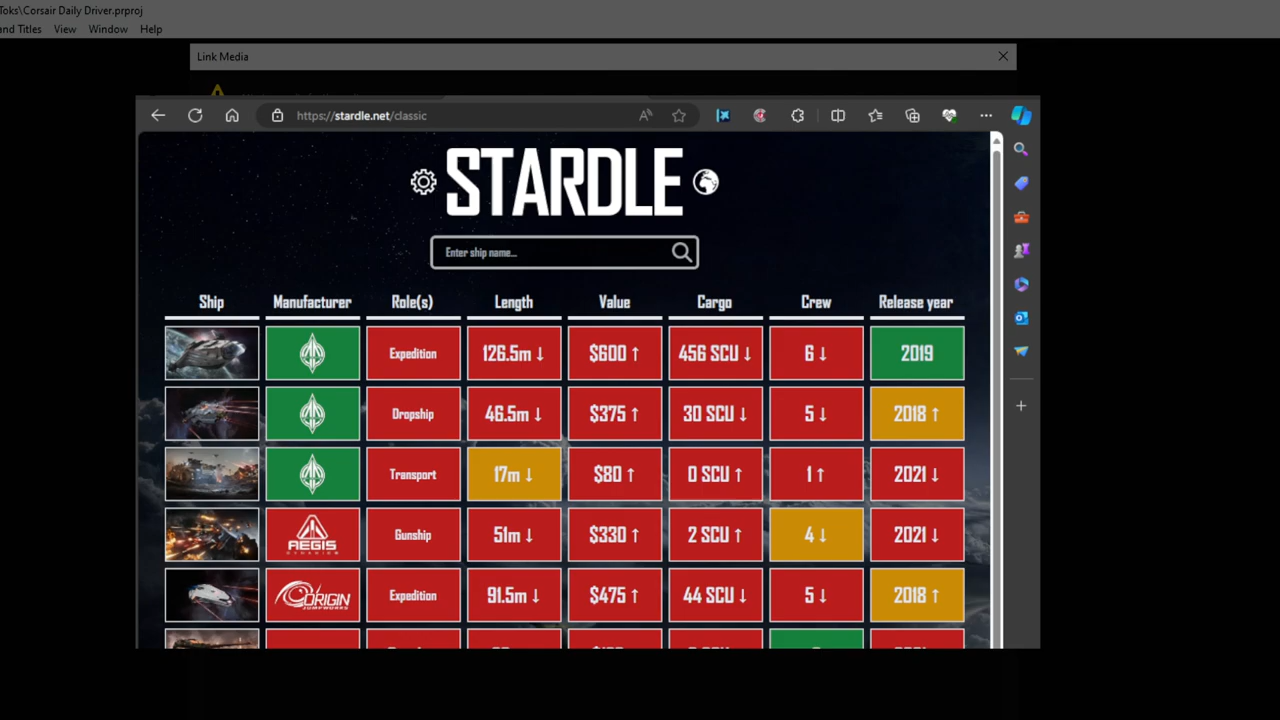 Toks\Corsair Daily Driver.prproj
and Titles View Window Help
Link Media
https://stardle.net/classic
STARDLE
Enter ship name...
Ship Manufacturer Role(s) Length Value Cargo Crew Release year
Expedition 126.5m ↓ $600 ↑ 456 SCU ↓ 6 ↓ 2019
Dropship 46.5m ↓ $375 ↑ 30 SCU ↓ 5 ↓ 2018 ↑
Transport 17m ↓ $80 ↑ 0 SCU ↑ 1 ↑ 2021 ↓
AEGIS DYNAMICS Gunship 51m ↓ $330 ↑ 2 SCU ↑ 4 ↓ 2021 ↓
ORIGIN JUMPWORKS Expedition 91.5m ↓ $475 ↑ 44 SCU ↓ 5 ↓ 2018 ↑